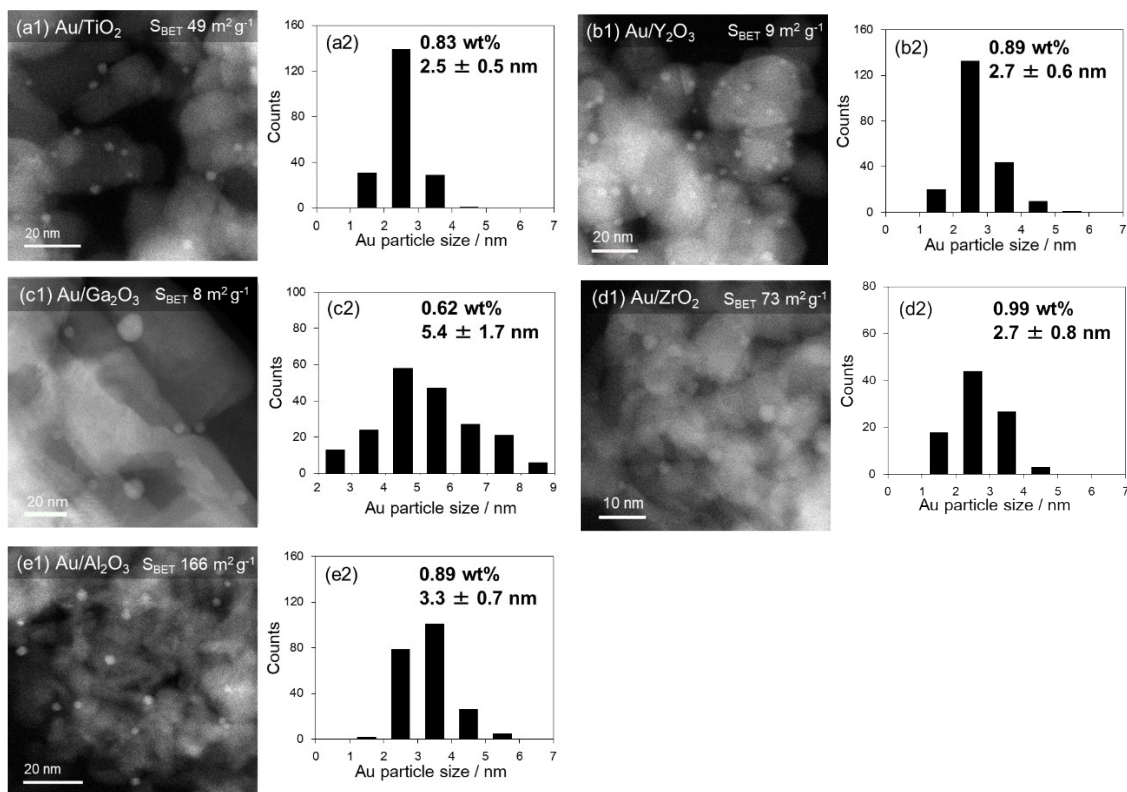 (a1) Au/TiO₂ S_BET 49 m² g⁻¹
20 nm
(a2)
0.83 wt%
2.5 ± 0.5 nm
Counts
160
120
80
40
0
0 1 2 3 4 5 6 7
Au particle size / nm
(b1) Au/Y₂O₃ S_BET 9 m² g⁻¹
20 nm
(b2)
0.89 wt%
2.7 ± 0.6 nm
Counts
160
120
80
40
0
0 1 2 3 4 5 6 7
Au particle size / nm
(c1) Au/Ga₂O₃ S_BET 8 m² g⁻¹
20 nm
(c2)
0.62 wt%
5.4 ± 1.7 nm
Counts
100
80
60
40
20
0
2 3 4 5 6 7 8 9
Au particle size / nm
(d1) Au/ZrO₂ S_BET 73 m² g⁻¹
10 nm
(d2)
0.99 wt%
2.7 ± 0.8 nm
Counts
80
60
40
20
0
0 1 2 3 4 5 6 7
Au particle size / nm
(e1) Au/Al₂O₃ S_BET 166 m² g⁻¹
20 nm
(e2)
0.89 wt%
3.3 ± 0.7 nm
Counts
160
120
80
40
0
0 1 2 3 4 5 6 7
Au particle size / nm